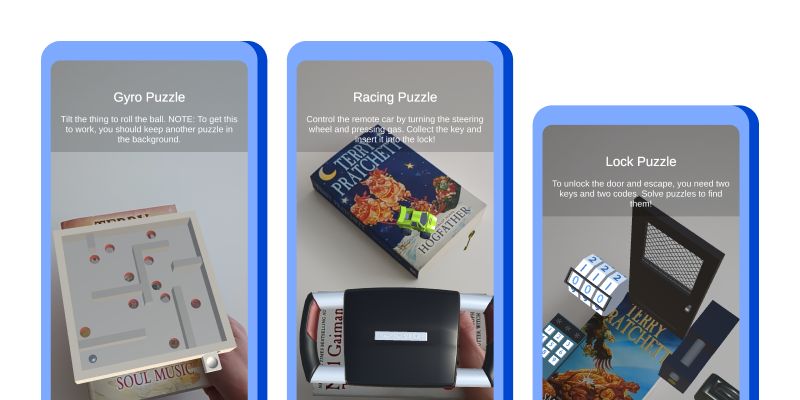 Gyro Puzzle
Tilt the thing to roll the ball. NOTE: To get this
to work, you should keep another puzzle in
the background.
SOUL MUSIC
Racing Puzzle
Control the remote car by turning the steering
wheel and pressing gas. Collect the key and
insert it into the lock!
TERRY
PRATCHETT
HOGFATHER
Neil Gaiman
Lock Puzzle
To unlock the door and escape, you need two
keys and two codes. Solve puzzles to find
them!
TERRY
PRATCHETT